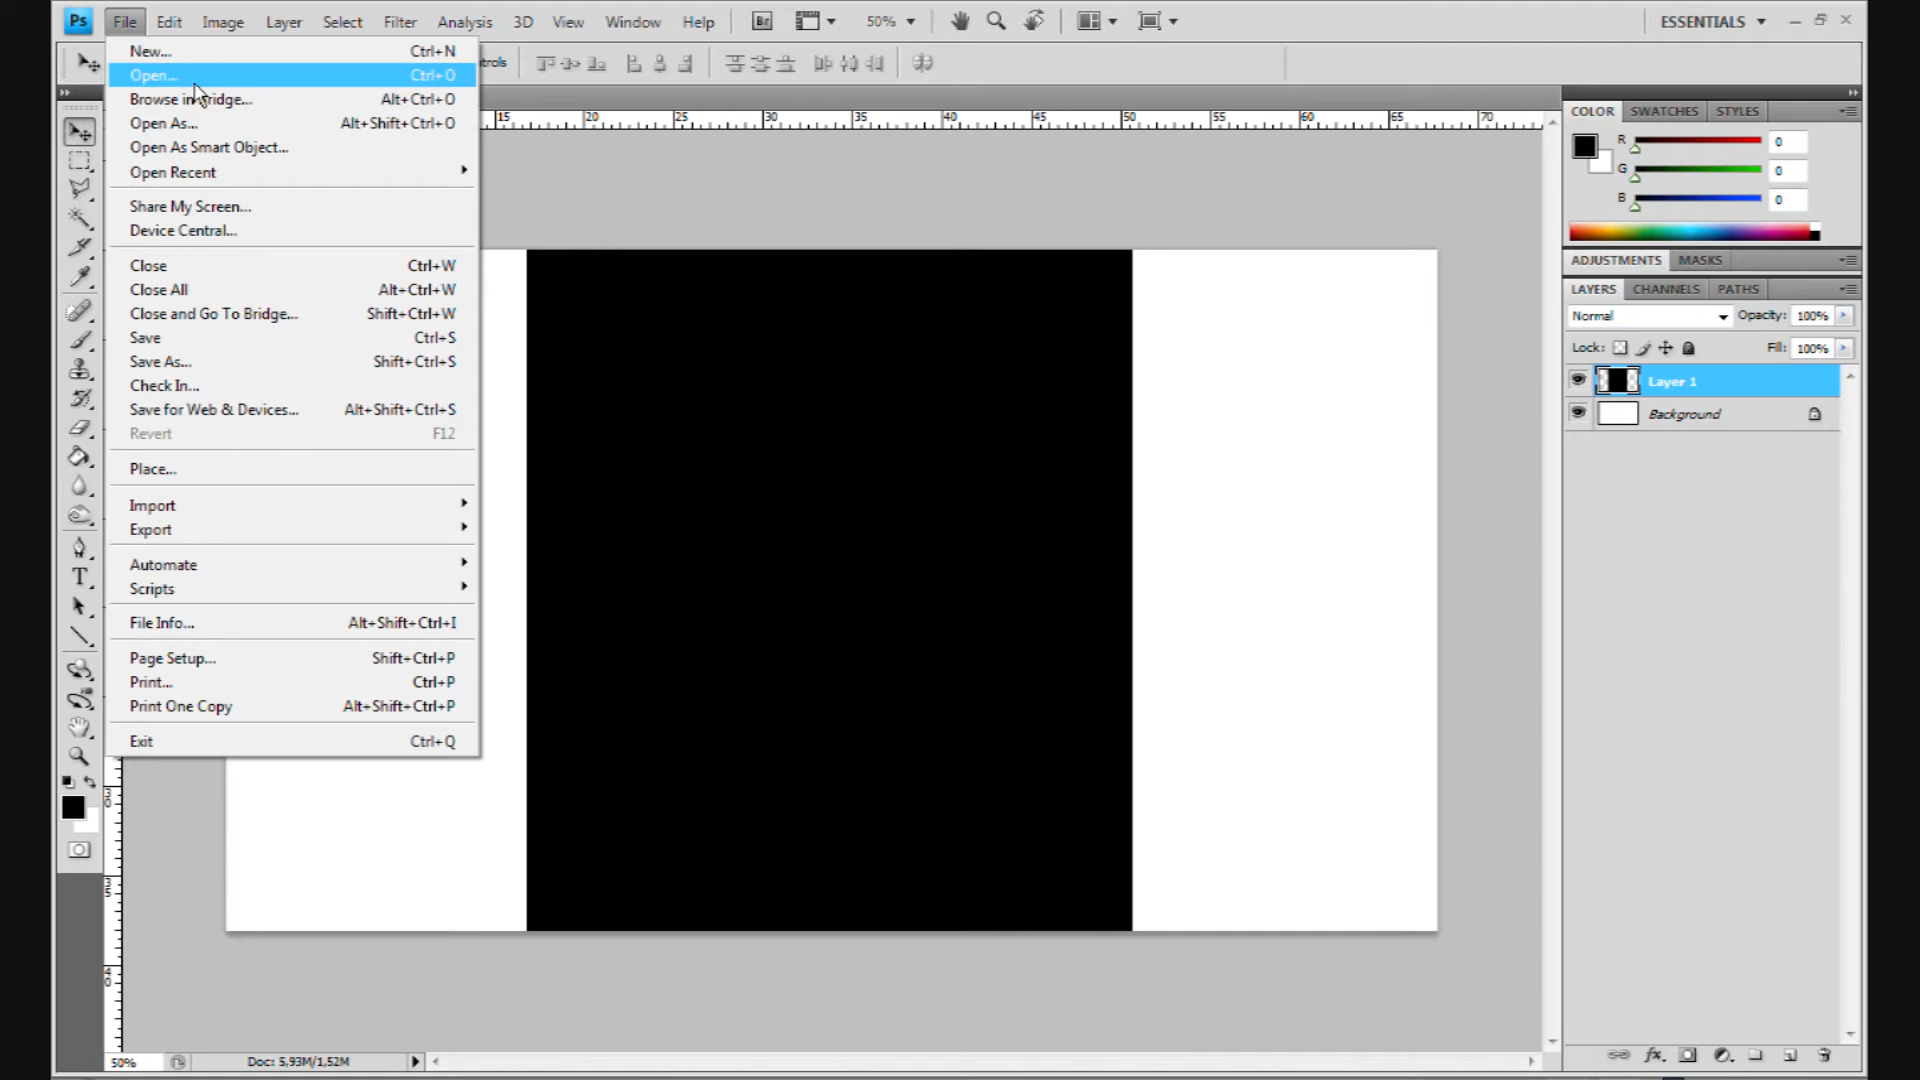 Ps File Edit Image Layer Select Filter Analysis 3D View Window Help Br 50% ESSENTIALS
New... Ctrl+N
Open... Ctrl+O
Alt+Ctrl+O
Open As... Alt+Shift+Ctrl+O
Open As Smart Object...
Open Recent
Share My Screen...
Device Central...
Close Ctrl+W
Close All Alt+Ctrl+W
Close and Go To Bridge... Shift+Ctrl+W
Save Ctrl+S
Save As... Shift+Ctrl+S
Check In...
Save for Web & Devices... Alt+Shift+Ctrl+S
Revert F12
Place...
Import
Export
Automate
Scripts
File Info... Alt+Shift+Ctrl+I
Page Setup... Shift+Ctrl+P
Print... Ctrl+P
Print One Copy Alt+Shift+Ctrl+P
Exit Ctrl+Q
15 20 25 30 35 40 45 50 55 60 65 70
COLOR SWATCHES STYLES
R 0
G 0
B 0
ADJUSTMENTS MASKS
LAYERS CHANNELS PATHS
Normal Opacity: 100%
Lock: Fill: 100%
Layer 1
Background
30
35
40
50% Doc: 5,93M/1,52M